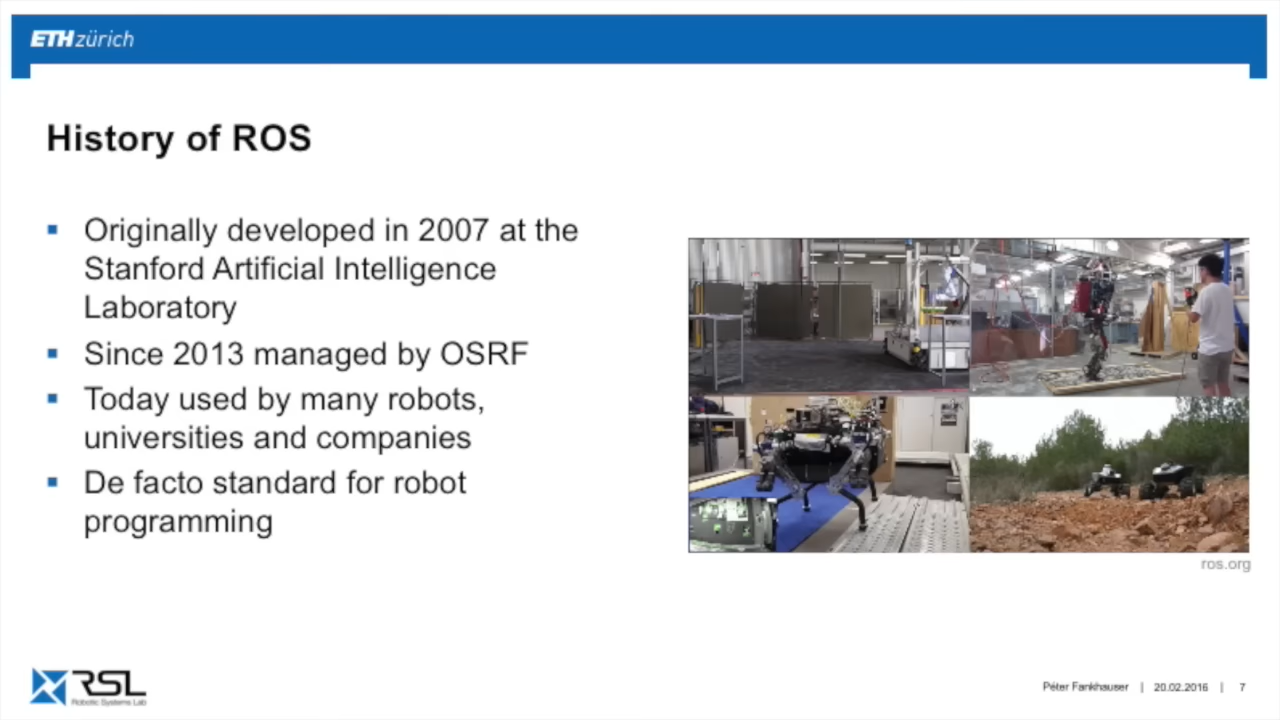 ETH zürich
History of ROS
Originally developed in 2007 at the
Stanford Artificial Intelligence
Laboratory
Since 2013 managed by OSRF
Today used by many robots,
universities and companies
De facto standard for robot
programming
ros.org
RSL
Robotic Systems Lab
Péter Fankhauser | 20.02.2016 | 7